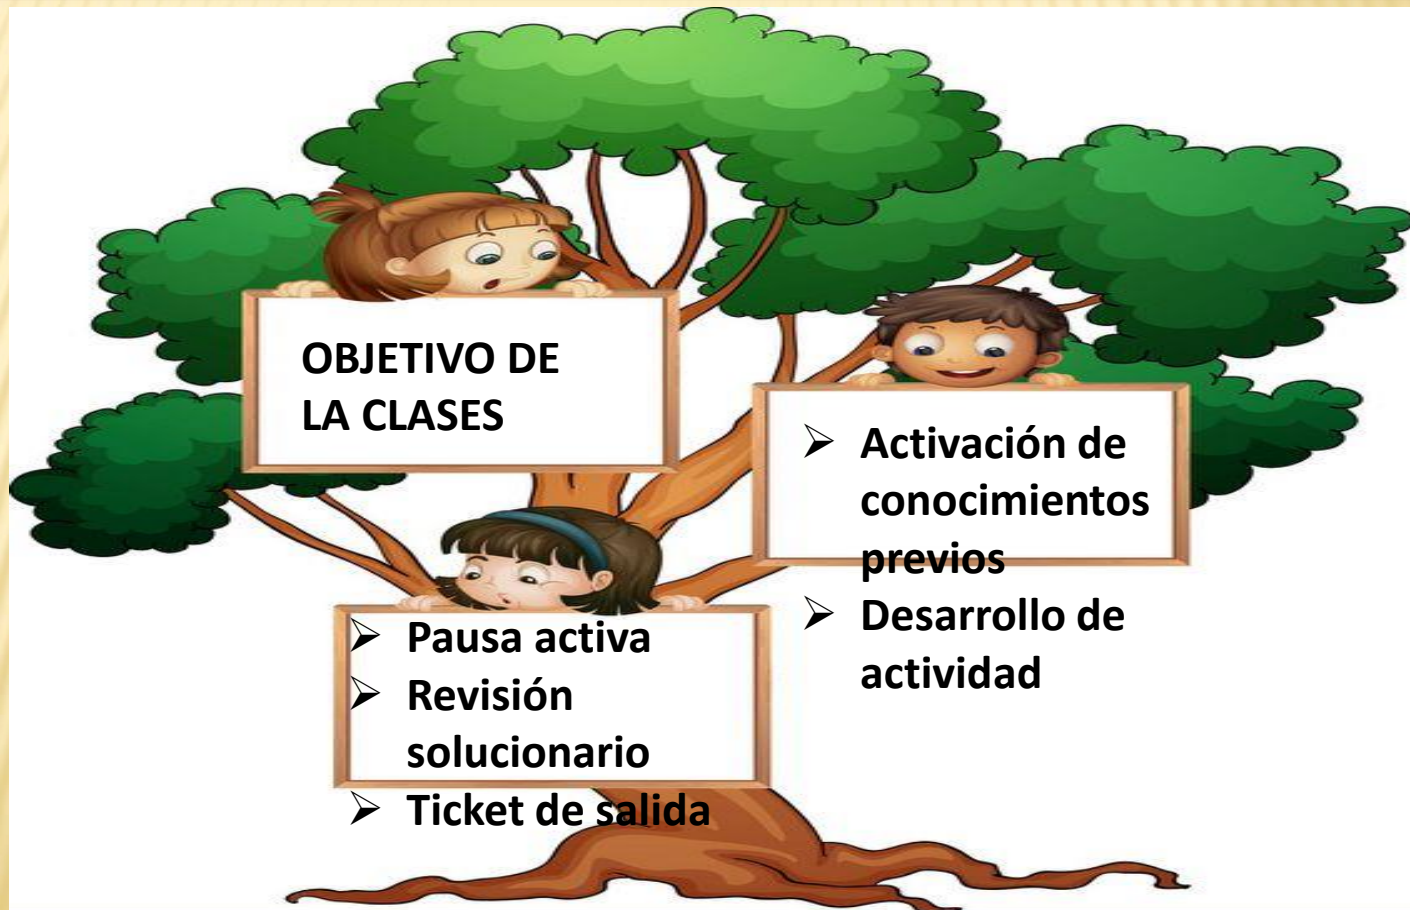 OBJETIVO DE
LA CLASES
➢ Activación de
conocimientos
previos
➢ Desarrollo de
actividad
➢ Pausa activa
➢ Revisión
solucionario
➢ Ticket de salida